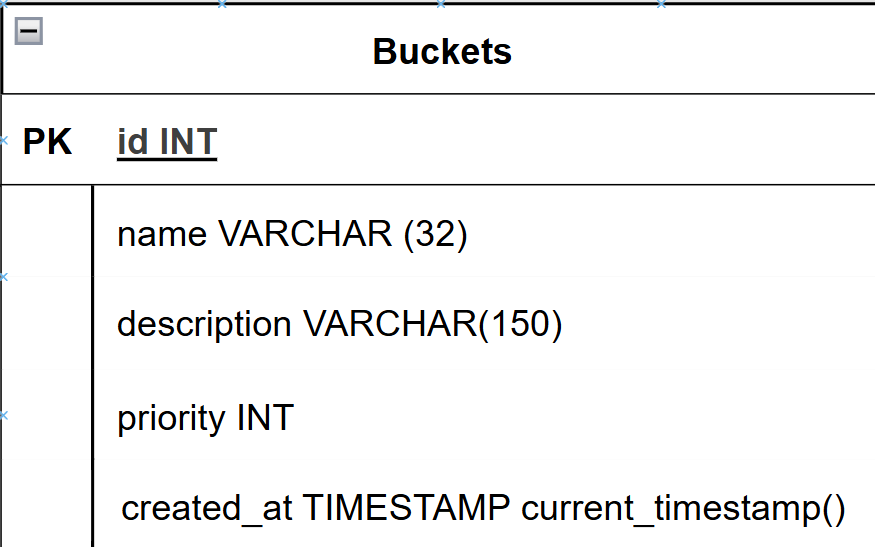 Buckets
PK id INT
name VARCHAR (32)
description VARCHAR(150)
priority INT
created_at TIMESTAMP current_timestamp()